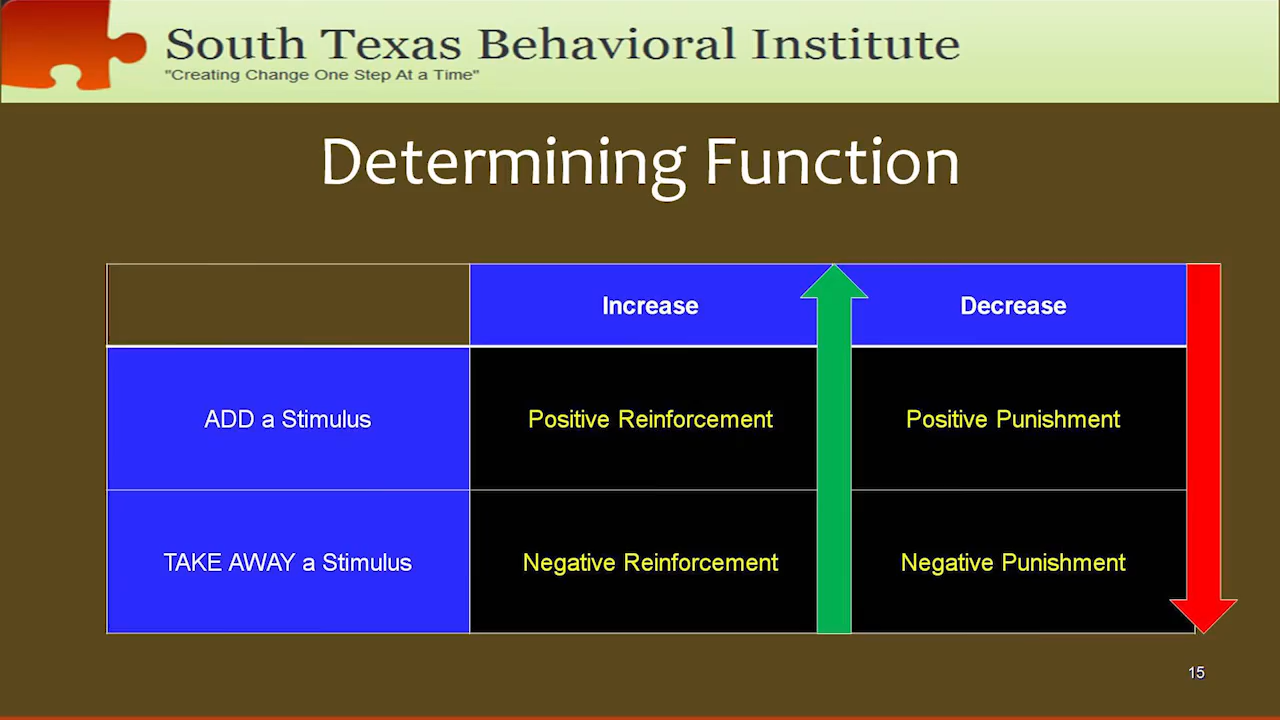 South Texas Behavioral Institute
"Creating Change One Step At a Time"
Determining Function
Increase
Decrease
ADD a Stimulus
Positive Reinforcement
Positive Punishment
TAKE AWAY a Stimulus
Negative Reinforcement
Negative Punishment
15